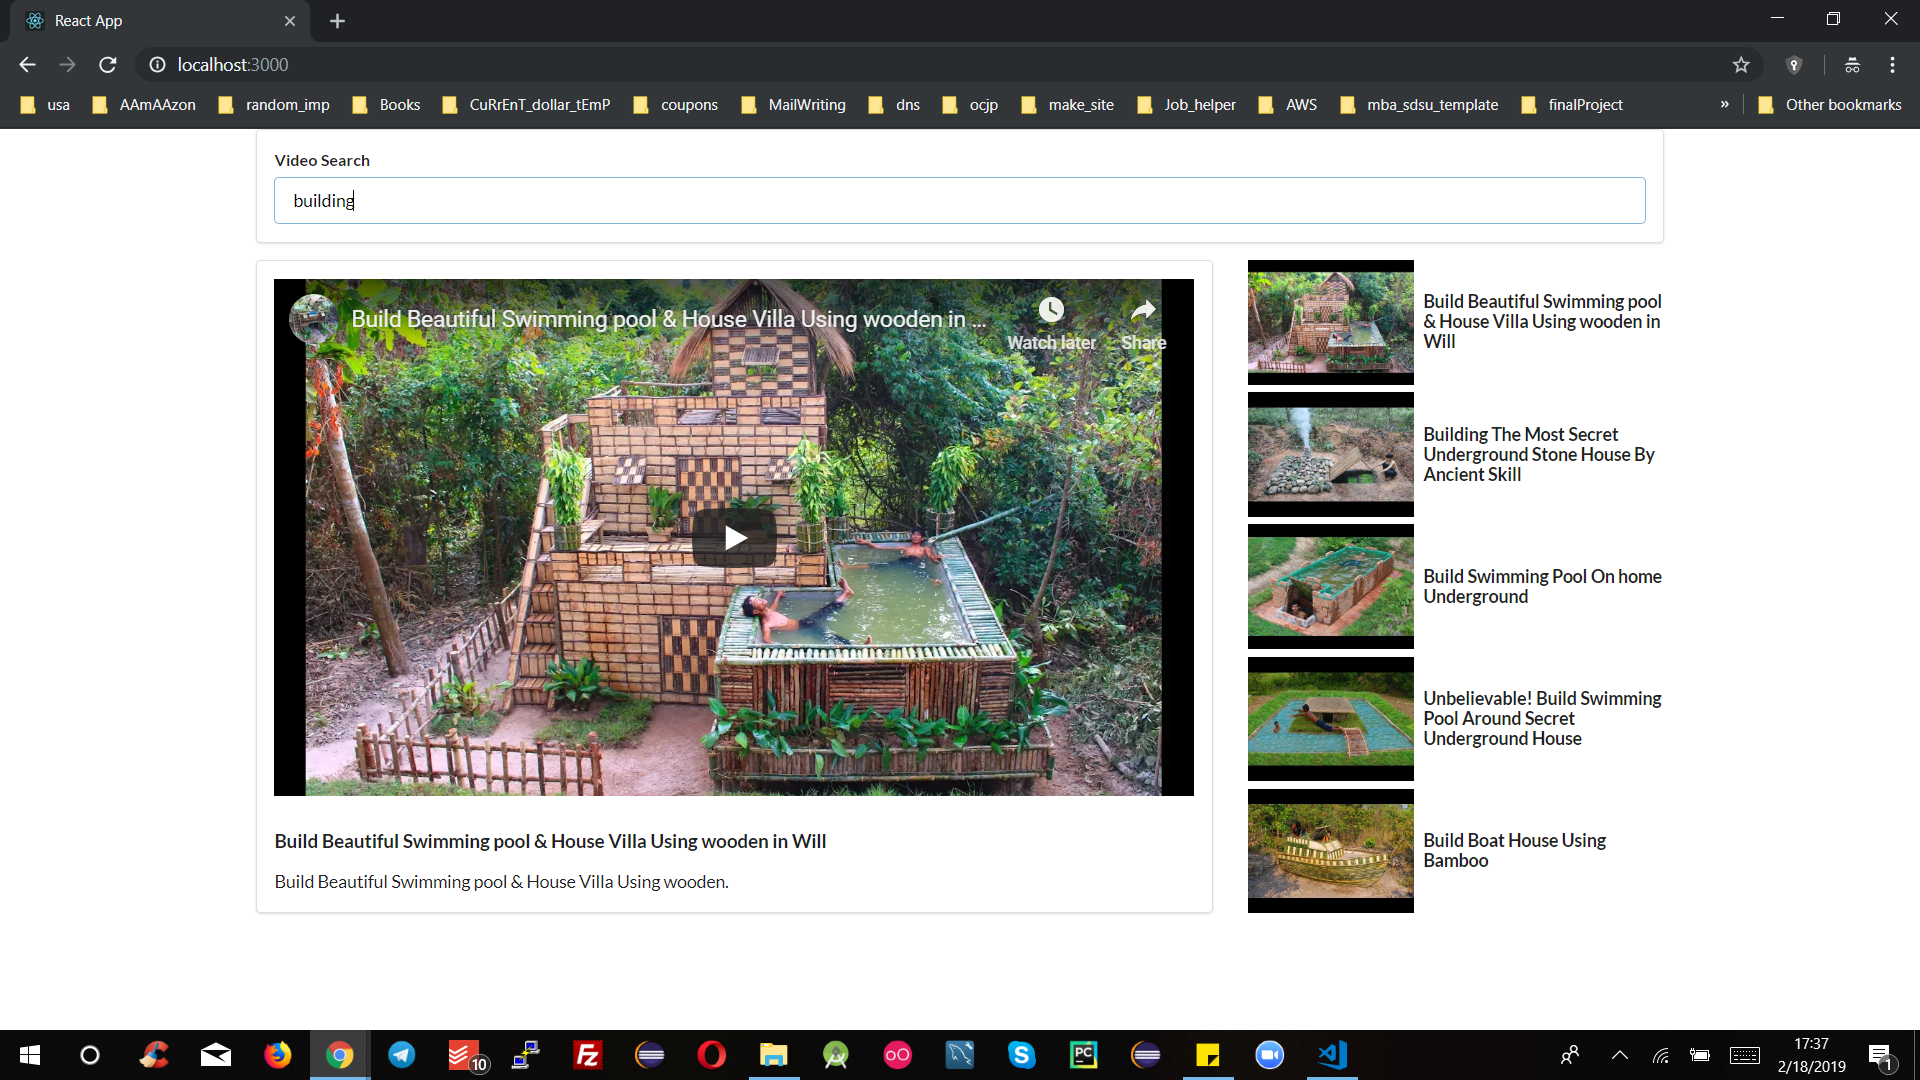 React App
localhost:3000
usa
AAmAAzon
random_imp
Books
CuRrEnT_dollar_tEmP
coupons
MailWriting
dns
ocjp
make_site
Job_helper
AWS
mba_sdsu_template
finalProject
»
Other bookmarks
Video Search
building
Build Beautiful Swimming pool & House Villa Using wooden in ...
Watch later
Share
Build Beautiful Swimming pool & House Villa Using wooden in Will
Build Beautiful Swimming pool & House Villa Using wooden.
Build Beautiful Swimming pool
& House Villa Using wooden in
Will
Building The Most Secret
Underground Stone House By
Ancient Skill
Build Swimming Pool On home
Underground
Unbelievable! Build Swimming
Pool Around Secret
Underground House
Build Boat House Using
Bamboo
10
Fz
PC
17:37
2/18/2019
1